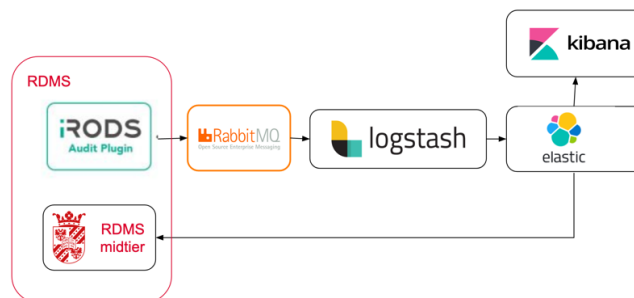 kibana
RDMS
iRODS
Audit Plugin
RabbitMQ
Open Source Enterprise Messaging
logstash
elastic
RDMS
midtier